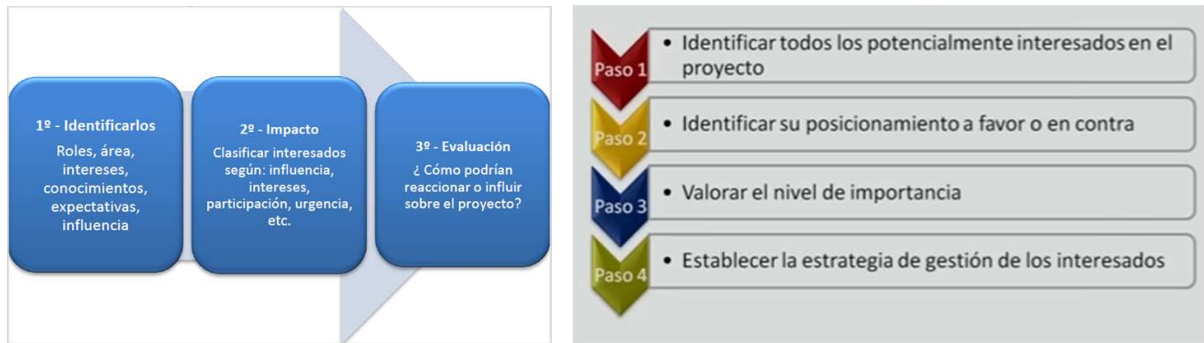 1º - Identificarlos
Roles, área,
intereses,
conocimientos,
expectativas,
influencia
2º - Impacto
Clasificar interesados
según: influencia,
intereses,
participación, urgencia,
etc.
3º - Evaluación
¿ Cómo podrían
reaccionar o influir
sobre el proyecto?
Paso 1
• Identificar todos los potencialmente interesados en el
proyecto
Paso 2
• Identificar su posicionamiento a favor o en contra
Paso 3
• Valorar el nivel de importancia
Paso 4
• Establecer la estrategia de gestión de los interesados